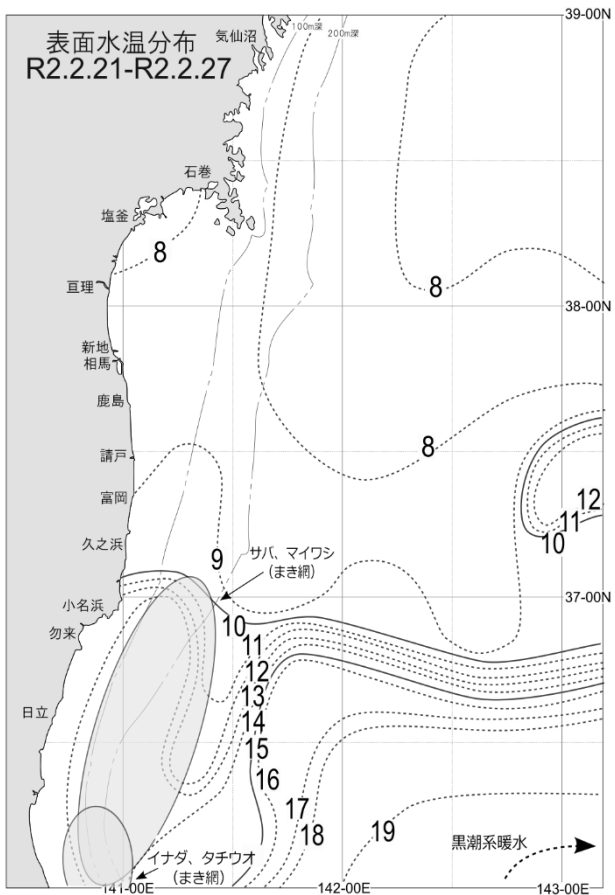 39-00N
表面水温分布
R2.2.21-R2.2.27
気仙沼
100m深
200m深
石巻
塩釜
8
亘理
8
38-00N
新地
相馬
鹿島
8
請戸
富岡
12
11
10
久之浜
9
サバ、マイワシ
(まき網)
37-00N
小名浜
勿来
10
11
12
13
日立
14
15
16
17
18
19
黒潮系暖水
イナダ、タチウオ
(まき網)
141-00E
142-00E
143-00E